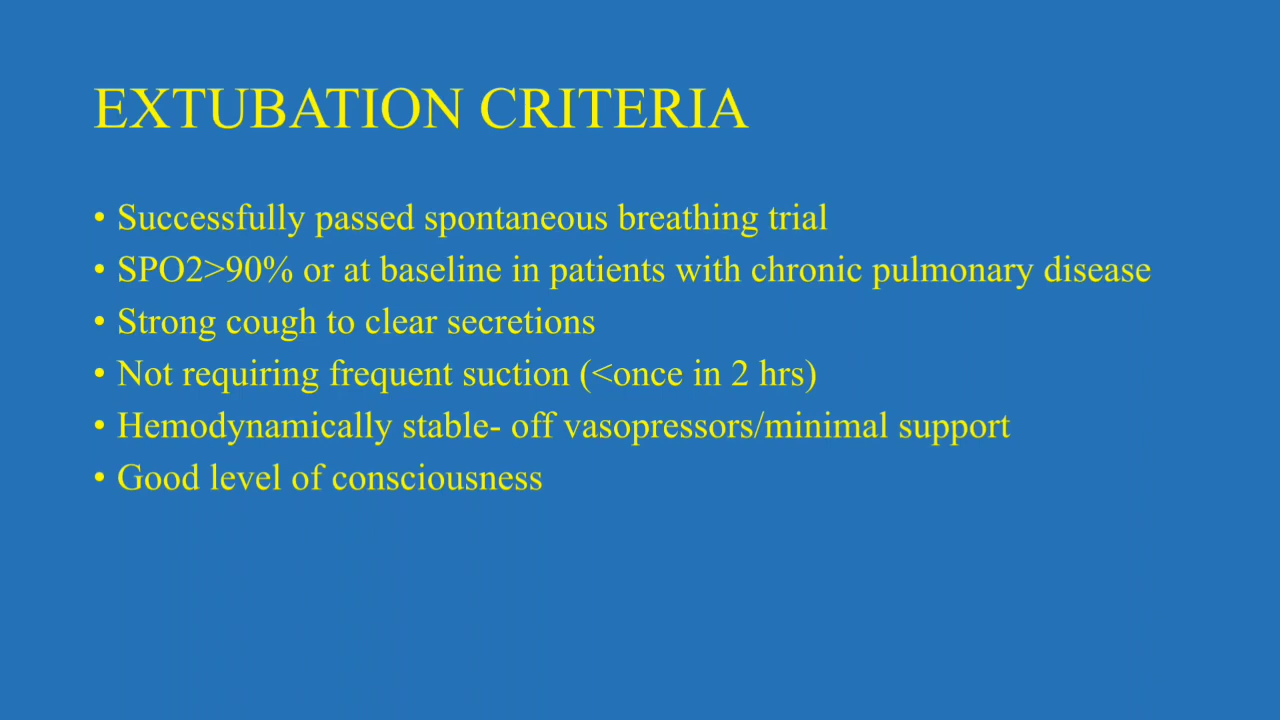 EXTUBATION CRITERIA
• Successfully passed spontaneous breathing trial
• SPO2>90% or at baseline in patients with chronic pulmonary disease
• Strong cough to clear secretions
• Not requiring frequent suction (<once in 2 hrs)
• Hemodynamically stable- off vasopressors/minimal support
• Good level of consciousness